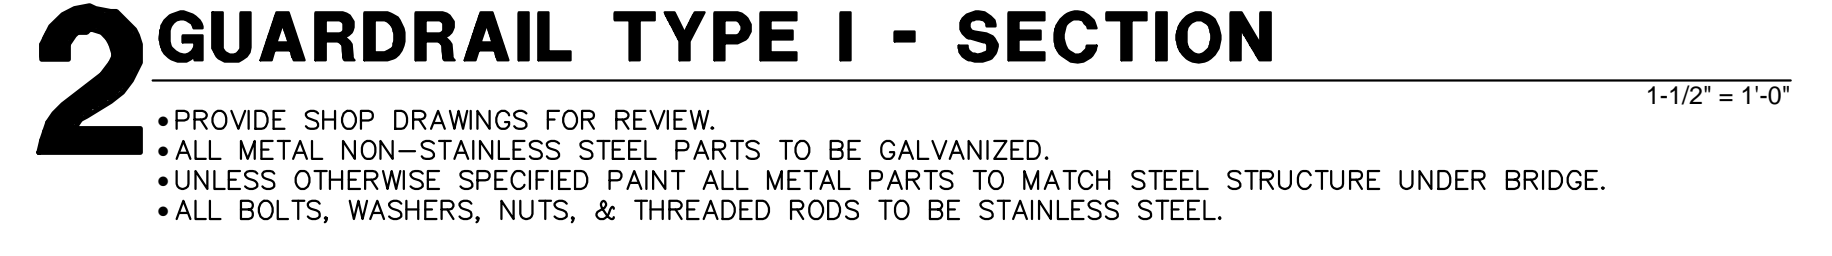 2 GUARDRAIL TYPE I - SECTION
1-1/2" = 1'-0"
•PROVIDE SHOP DRAWINGS FOR REVIEW.
•ALL METAL NON-STAINLESS STEEL PARTS TO BE GALVANIZED.
•UNLESS OTHERWISE SPECIFIED PAINT ALL METAL PARTS TO MATCH STEEL STRUCTURE UNDER BRIDGE.
•ALL BOLTS, WASHERS, NUTS, & THREADED RODS TO BE STAINLESS STEEL.